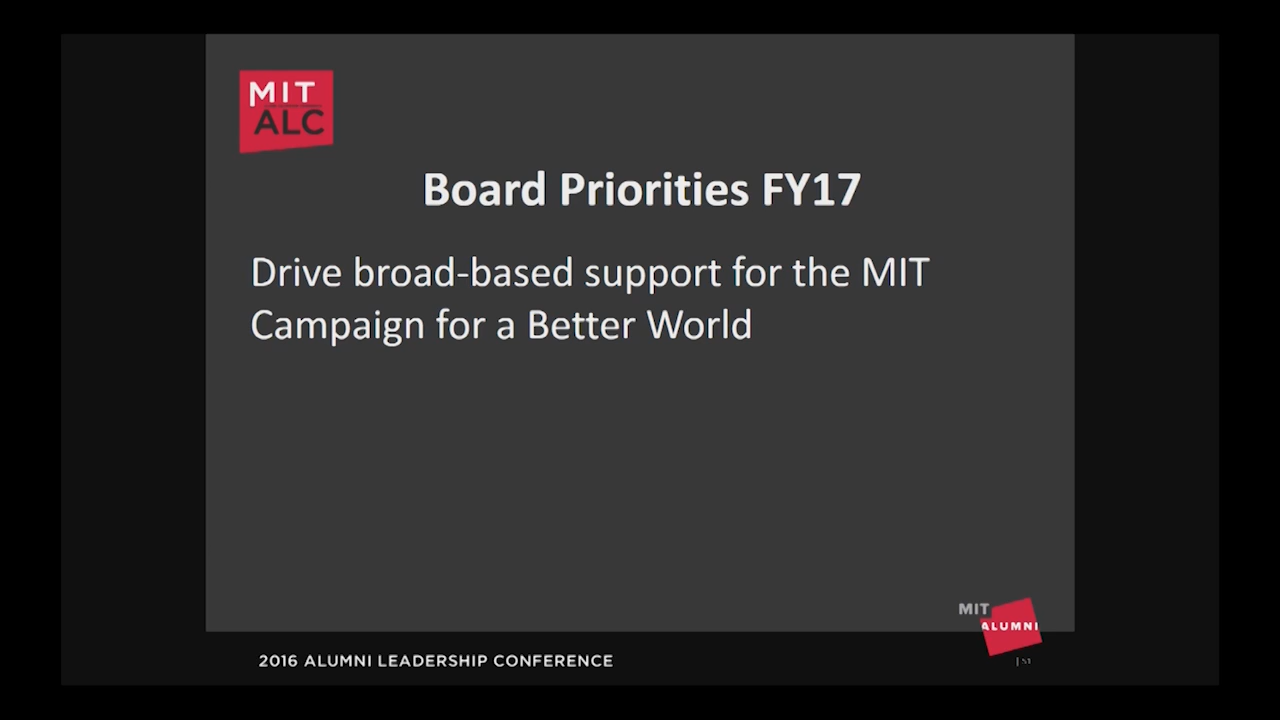 MIT
ALC
Board Priorities FY17
Drive broad-based support for the MIT
Campaign for a Better World
MIT
ALUMNI
2016 ALUMNI LEADERSHIP CONFERENCE
| 51